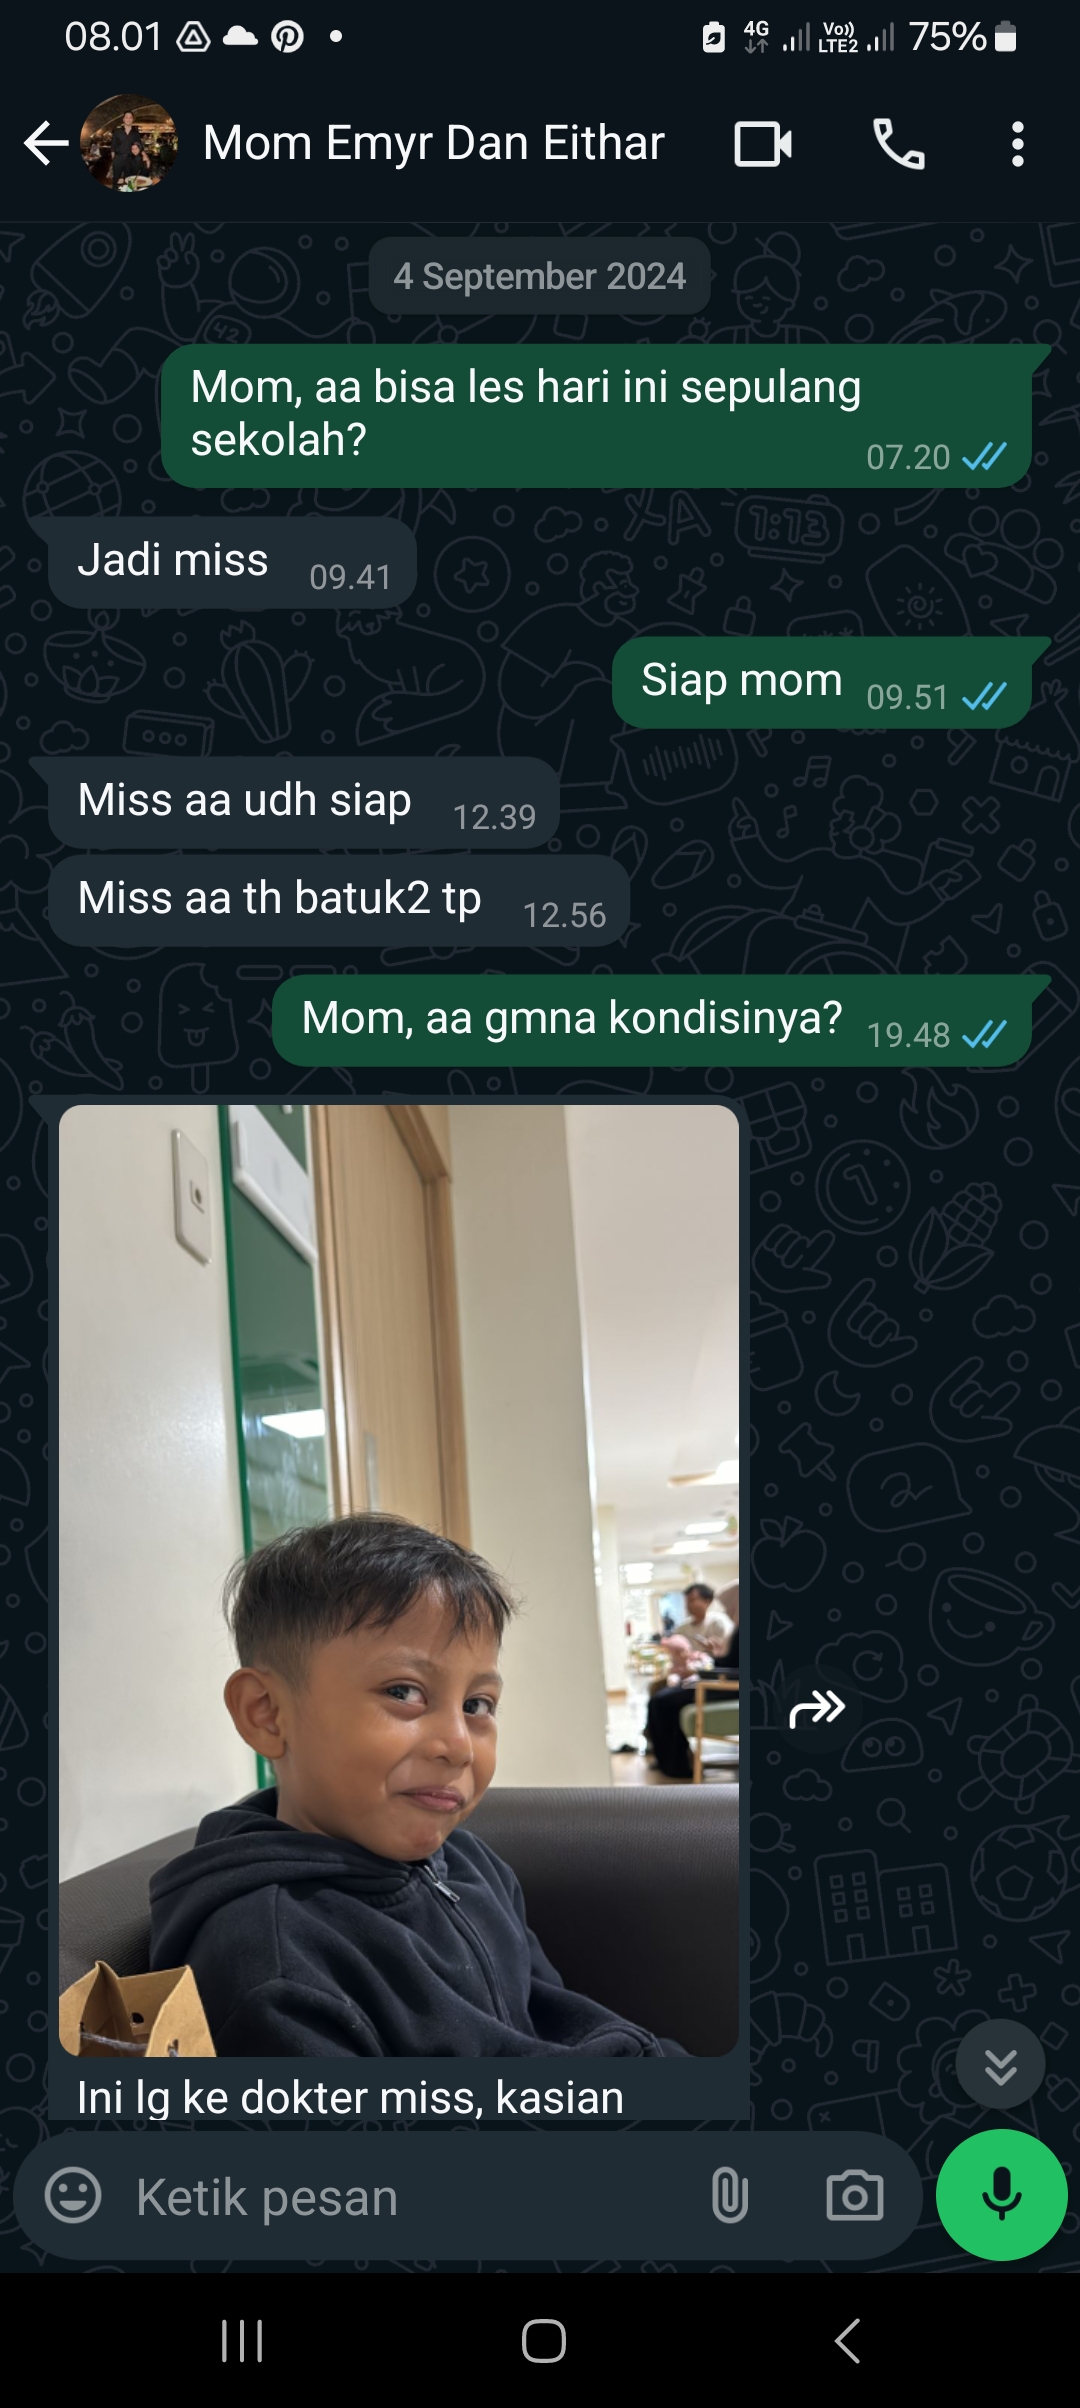 08.01
4G
Vo))
LTE2
75%
Mom Emyr Dan Eithar
4 September 2024
Mom, aa bisa les hari ini sepulang
sekolah?
07.20
Jadi miss
09.41
Siap mom
09.51
Miss aa udh siap
12.39
Miss aa th batuk2 tp
12.56
Mom, aa gmna kondisinya?
19.48
Ini lg ke dokter miss, kasian
Ketik pesan